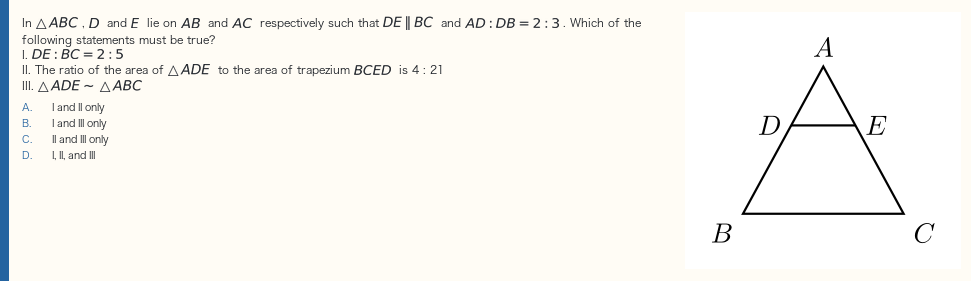 In △ABC , D and E lie on AB and AC respectively such that DE ∥ BC and AD : DB = 2 : 3 . Which of the
following statements must be true?
I. DE : BC = 2 : 5
II. The ratio of the area of △ADE to the area of trapezium BCED is 4 : 21
III. △ADE ~ △ABC
A. I and II only
B. I and III only
C. II and III only
D. I, II, and III
A
D E
B C